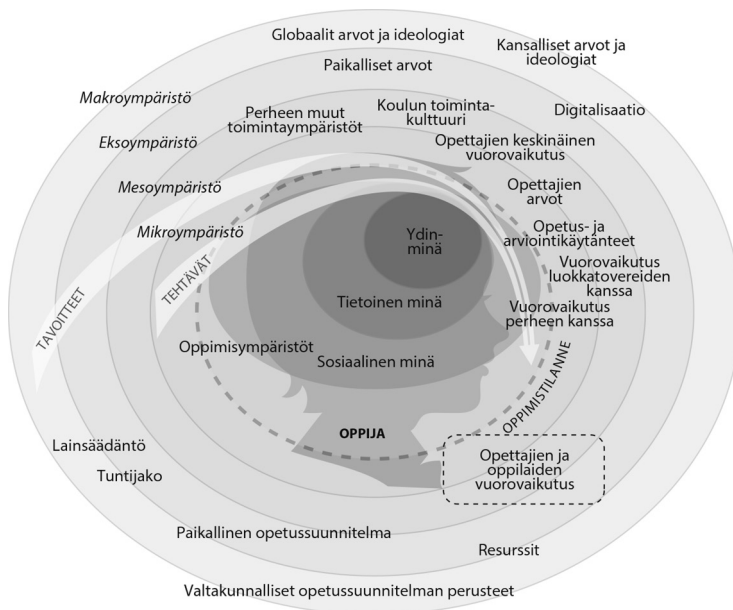 Globaalit arvot ja ideologiat
Kansalliset arvot ja
ideologiat
Paikalliset arvot
Makroympäristö
Perheen muut
toimintaympäristöt
Koulun toiminta-
kulttuuri
Digitalisaatio
Eksoympäristö
Opettajien keskinäinen
vuorovaikutus
Mesoympäristö
Opettajien
arvot
Mikroympäristö
Ydin-
minä
Opetus- ja
arviointikäytänteet
TAVOITTEET
TEHTÄVÄT
Vuorovaikutus
luokkatovereiden
kanssa
Tietoinen minä
Vuorovaikutus
perheen kanssa
Oppimisympäristöt
Sosiaalinen minä
OPPIMISTILANNE
OPPIJA
Lainsäädäntö
Opettajien ja
oppilaiden
vuorovaikutus
Tuntijako
Paikallinen opetussuunnitelma
Resurssit
Valtakunnalliset opetussuunnitelman perusteet